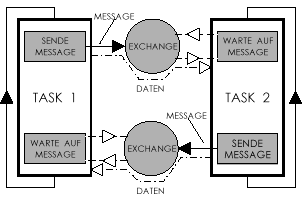 MESSAGE
SENDE
MESSAGE
EXCHANGE
WARTE AUF
MESSAGE
DATEN
TASK 1
TASK 2
MESSAGE
WARTE AUF
MESSAGE
EXCHANGE
SENDE
MESSAGE
DATEN